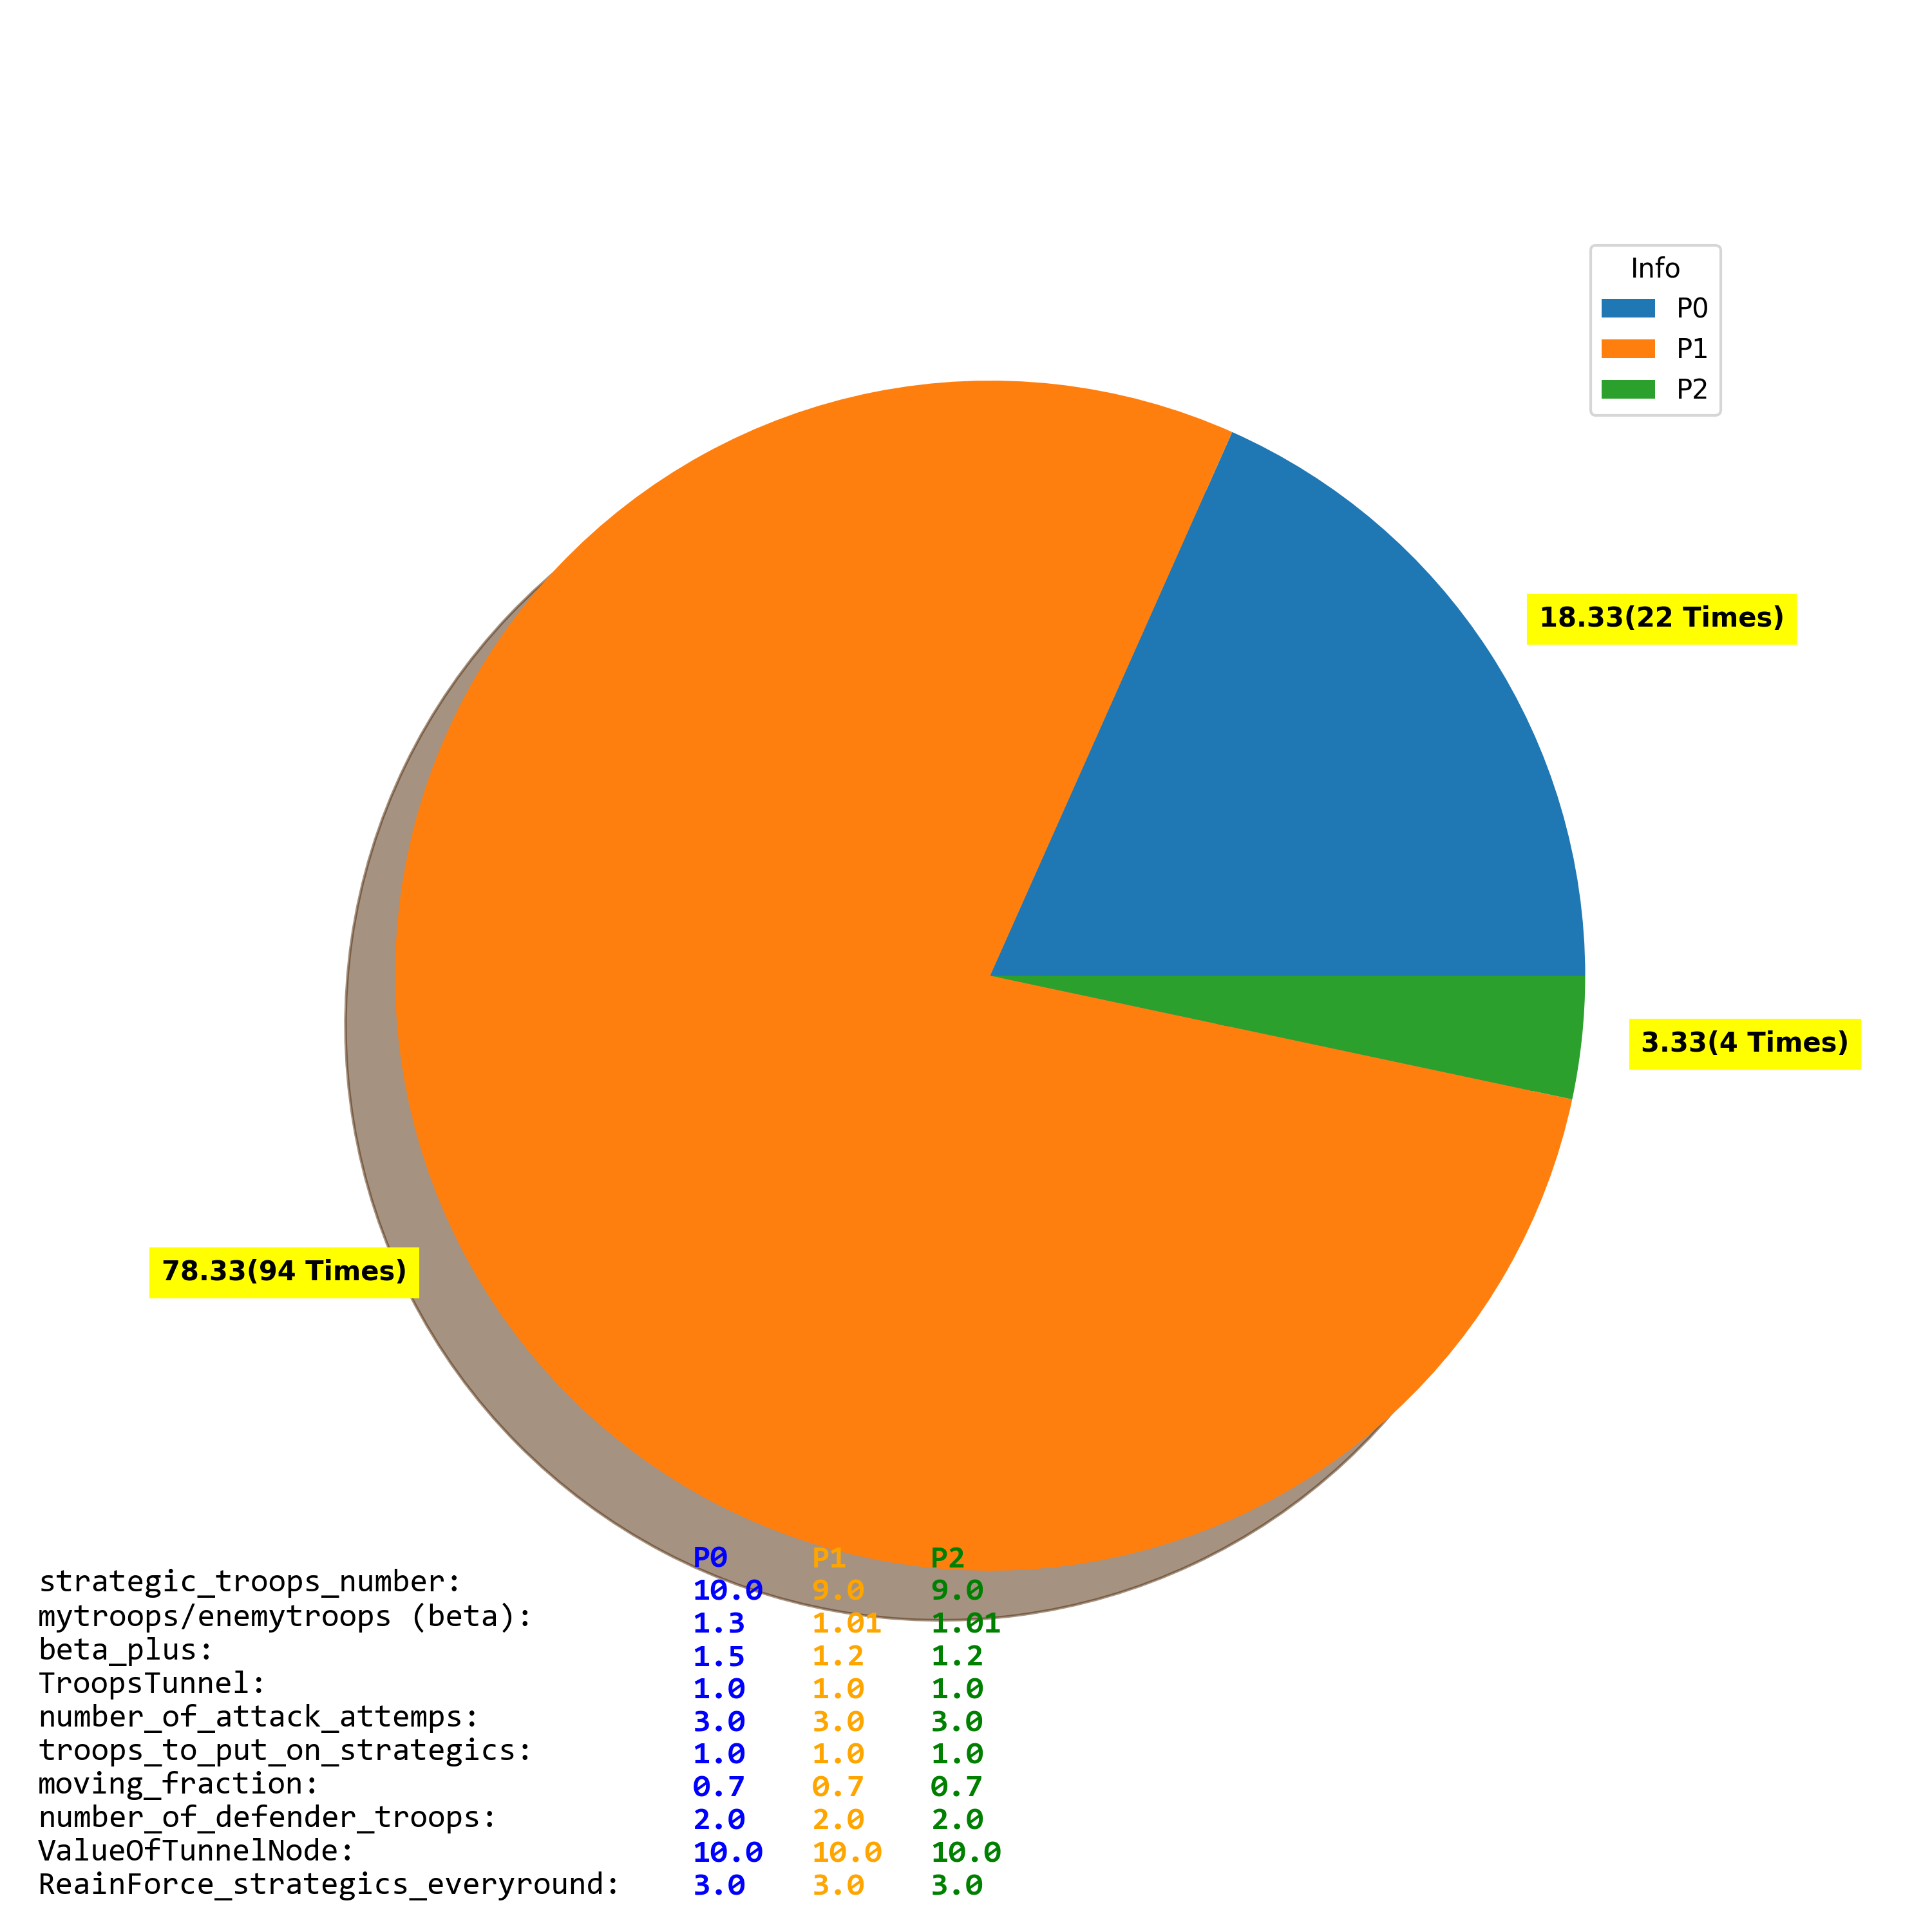 Info
P0
P1
P2
18.33(22 Times)
3.33(4 Times)
78.33(94 Times)
P0 P1 P2
strategic_troops_number: 10.0 9.0 9.0
mytroops/enemytroops (beta): 1.3 1.01 1.01
beta_plus: 1.5 1.2 1.2
TroopsTunnel: 1.0 1.0 1.0
number_of_attack_attemps: 3.0 3.0 3.0
troops_to_put_on_strategics: 1.0 1.0 1.0
moving_fraction: 0.7 0.7 0.7
number_of_defender_troops: 2.0 2.0 2.0
ValueOfTunnelNode: 10.0 10.0 10.0
ReainForce_strategics_everyround: 3.0 3.0 3.0